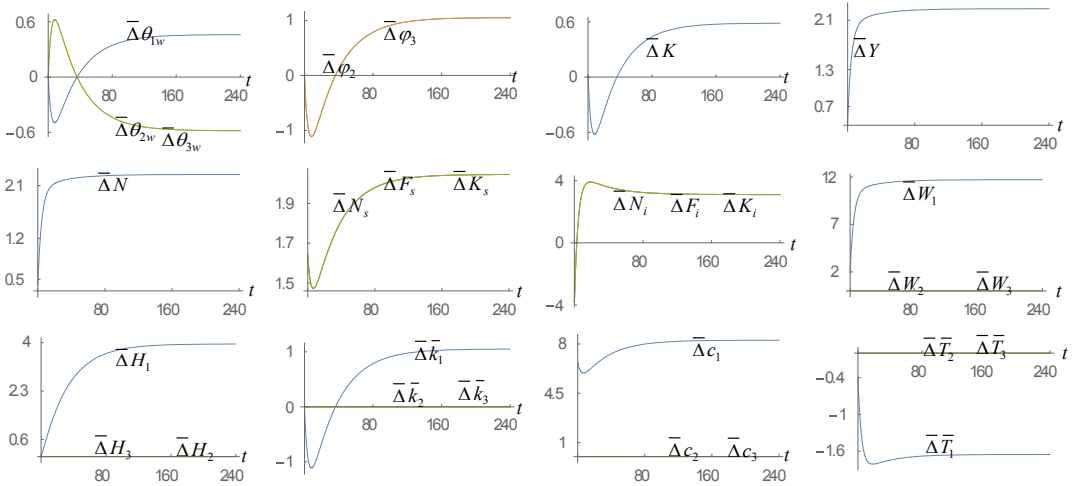 0.6
Δ̅θ₁w
t
0
80
160
240
−0.6
Δ̅θ₂w
Δ̅θ₃w
1
Δ̅φ₃
t
Δ̅φ₂
0
80
160
240
−1
0.6
Δ̅K
t
0
80
160
240
−0.6
2.1
Δ̅Y
1.3
0.7
t
80
160
240
2.1
Δ̅N
1.2
0.5
t
80
160
240
Δ̅Nₛ
Δ̅Fₛ
Δ̅Kₛ
1.9
1.7
1.5
t
80
160
240
4
Δ̅Nᵢ
Δ̅Fᵢ
Δ̅Kᵢ
t
0
80
160
240
−4
12
Δ̅W₁
7
2
Δ̅W₂
Δ̅W₃
t
80
160
240
4
Δ̅H₁
2.3
0.6
Δ̅H₃
Δ̅H₂
t
80
160
240
1
Δ̅k̄₁
Δ̅k̄₂
Δ̅k̄₃
t
0
80
160
240
−1
8
Δ̅c₁
4.5
1
Δ̅c₂
Δ̅c₃
t
80
160
240
Δ̅T̄₂
Δ̅T̄₃
t
80
160
240
−0.4
−1
−1.6
Δ̅T̄₁